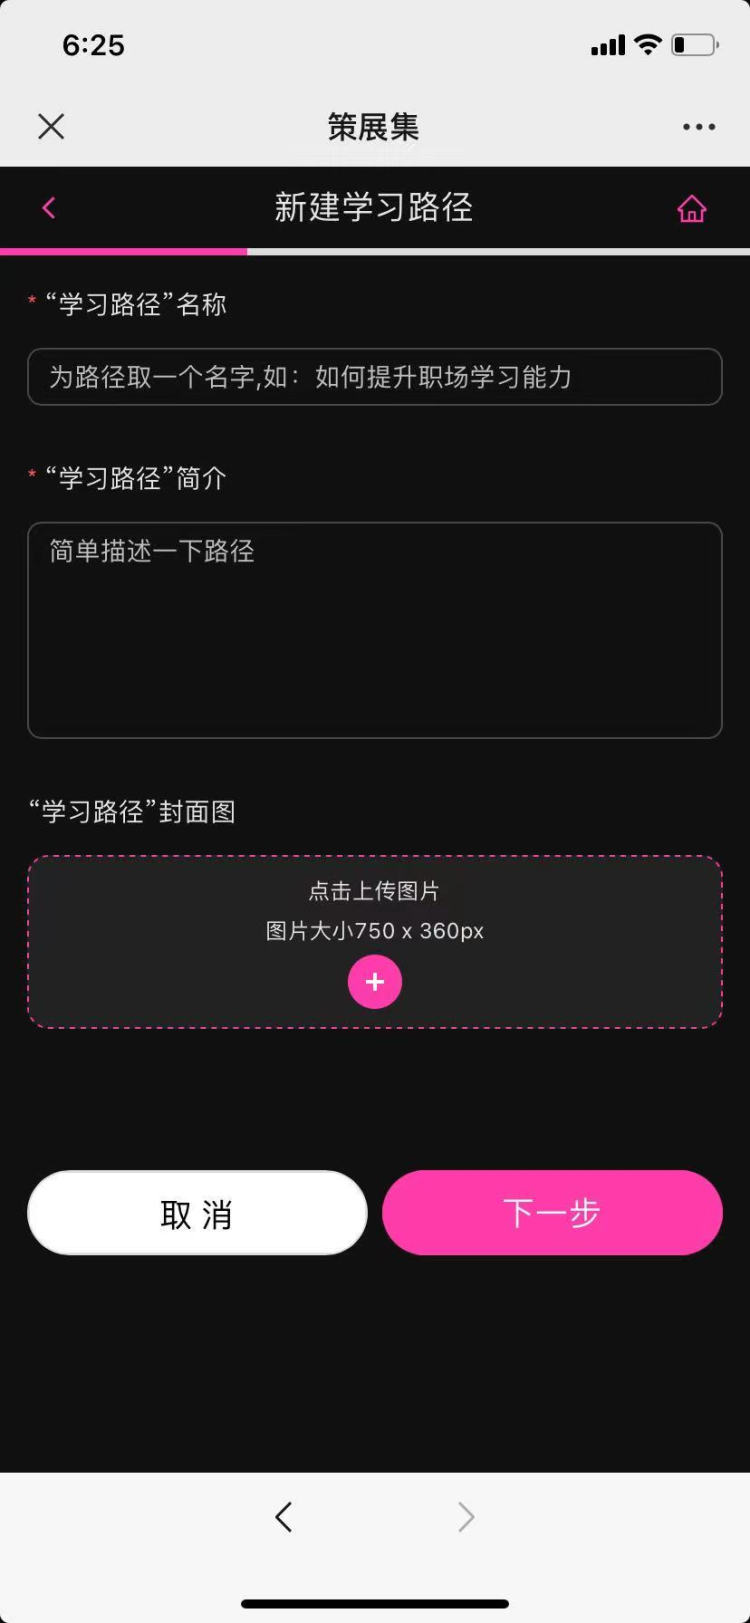 6:25
策展集
新建学习路径
* “学习路径”名称
为路径取一个名字,如：如何提升职场学习能力
* “学习路径”简介
简单描述一下路径
“学习路径”封面图
点击上传图片
图片大小750 x 360px
取 消
下一步